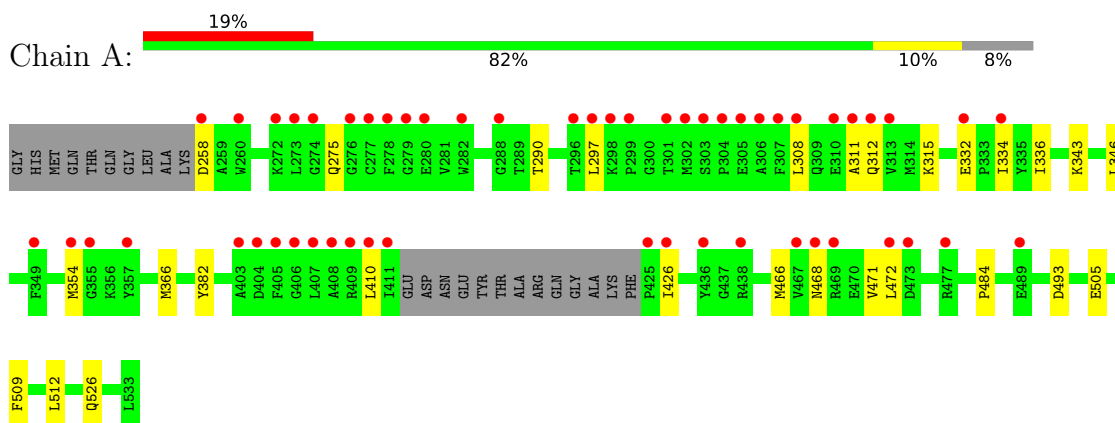 19%
Chain A:
82% 10% 8%
GLY HIS MET GLN THR GLN GLY LEU ALA LYS D258 A259 W260 K272 L273 G274 Q275 G276 C277 F278 G279 E280 V281 W282 G288 T289 T290 T296 L297 K298 P299 G300 T301 M302 S303 P304 E305 A306 F307 L308 Q309 E310 A311 Q312 V313 M314 K315 E332 P333 I334 Y335 I336 K343 L346
F349 M354 G355 K356 Y357 M366 Y382 A403 D404 F405 G406 L407 A408 R409 L410 I411 GLU ASP ASN GLU TYR THR ALA ARG GLN GLY ALA LYS PHE P425 I426 Y436 G437 R438 M466 V467 N468 R469 E470 V471 L472 D473 R477 P484 E489 D493 E505
F509 L512 Q526 L533